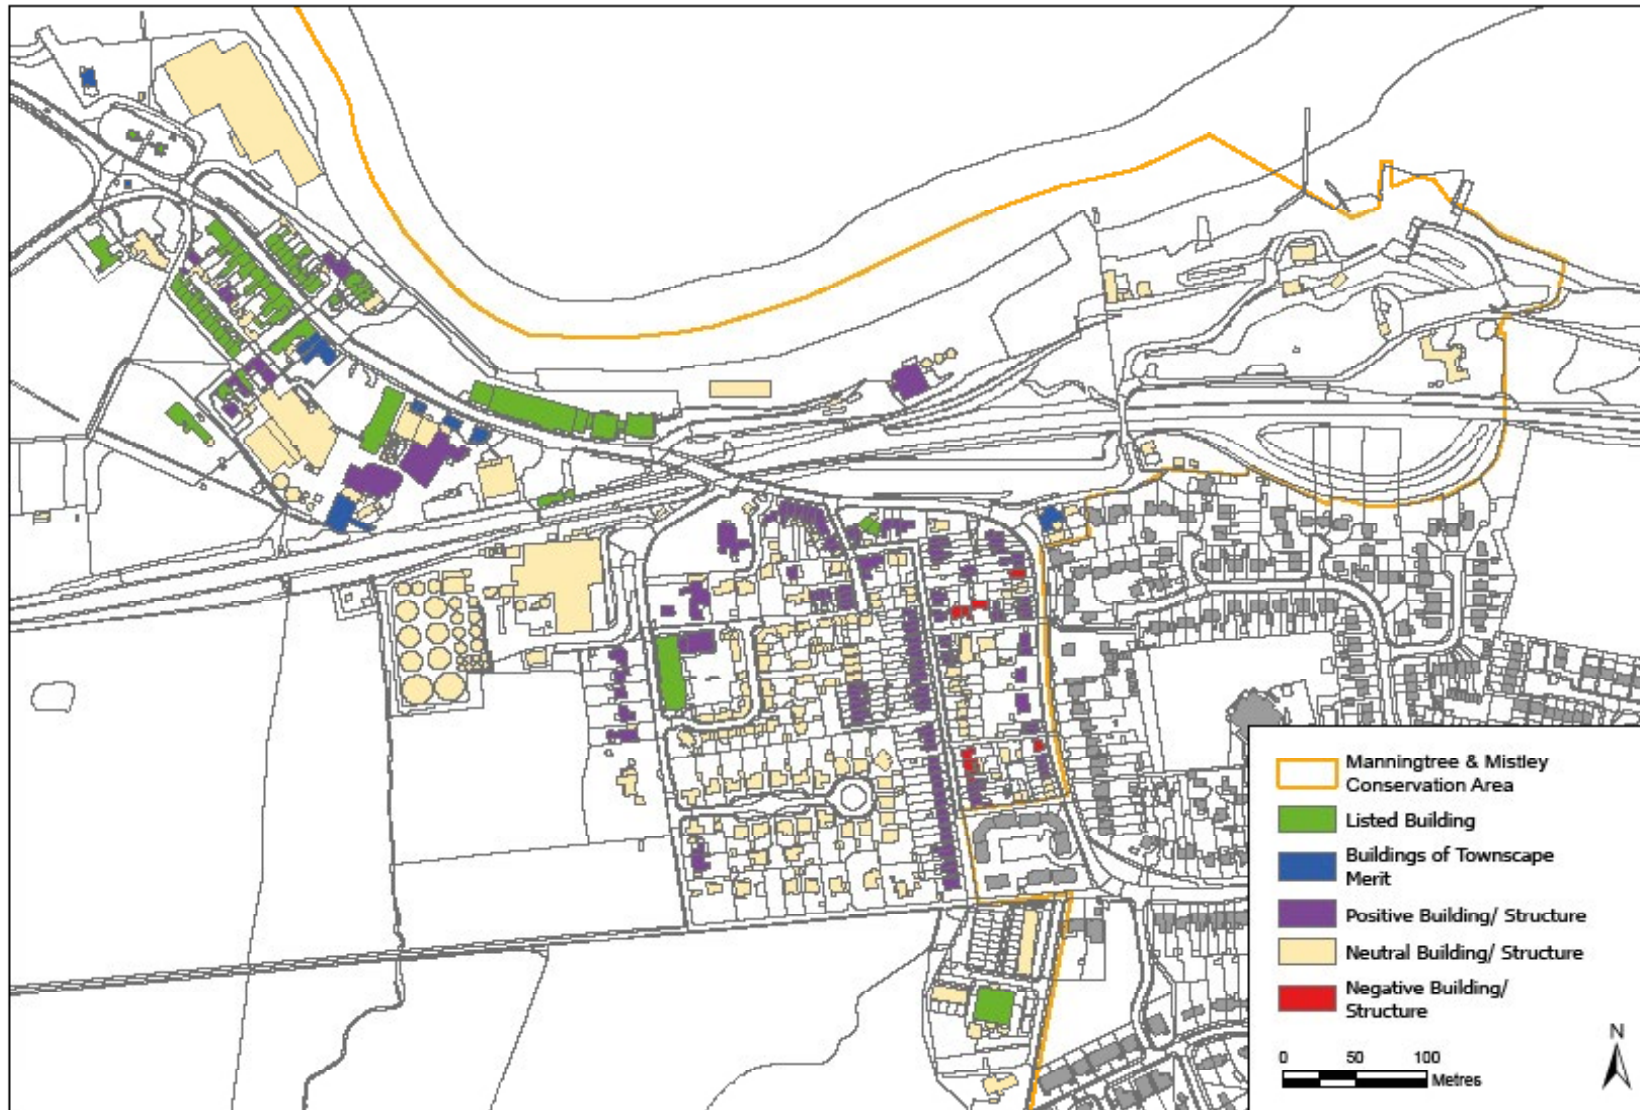 Manningtree & Mistley
Conservation Area
Listed Building
Buildings of Townscape
Merit
Positive Building/ Structure
Neutral Building/ Structure
Negative Building/
Structure
N
0 50 100
Metres